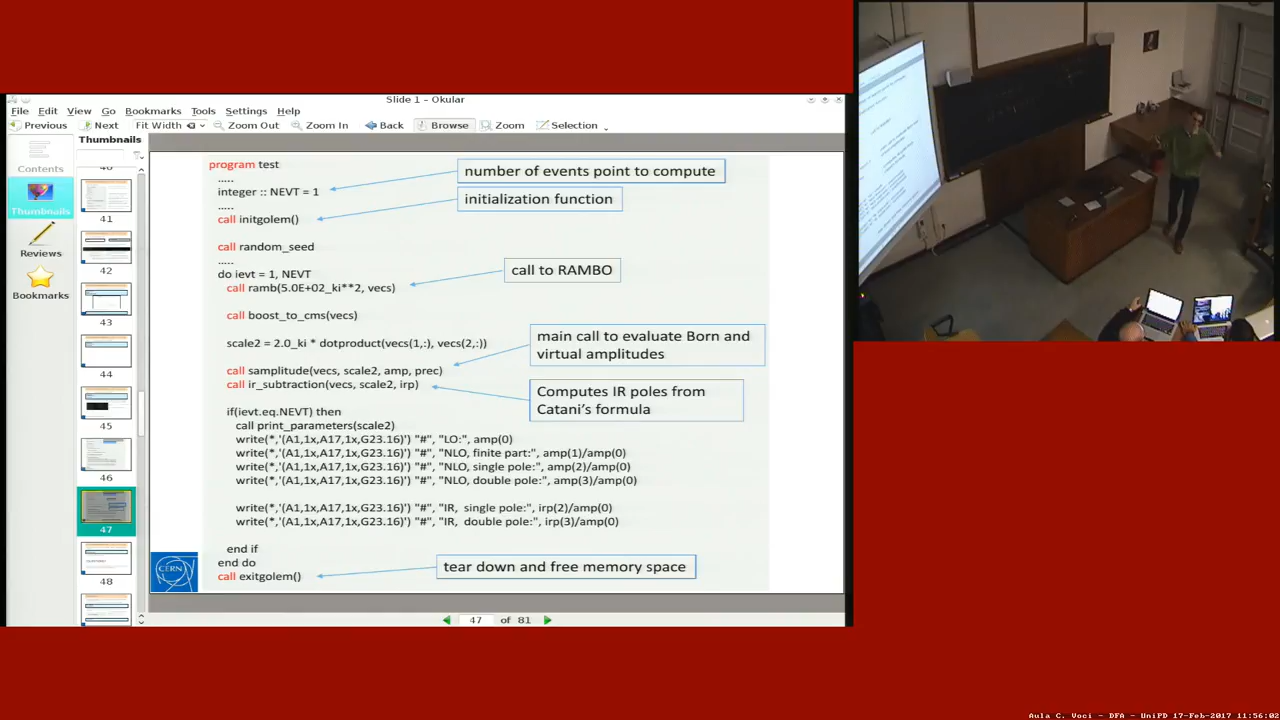 Slide 1 – Okular
File Edit View Go Bookmarks Tools Settings Help
Previous Next Fit Width Zoom Out Zoom In Back Browse Zoom Selection
Contents
Thumbnails
Reviews
Bookmarks
Thumbnails
41
42
43
44
45
46
47
48
program test
.....
integer :: NEVT = 1
.....
call initgolem()
call random_seed
.....
do ievt = 1, NEVT
call ramb(5.0E+02_ki**2, vecs)
call boost_to_cms(vecs)
scale2 = 2.0_ki * dotproduct(vecs(1,:), vecs(2,:))
call samplitude(vecs, scale2, amp, prec)
call ir_subtraction(vecs, scale2, irp)
if(ievt.eq.NEVT) then
call print_parameters(scale2)
write(*,'(A1,1x,A17,1x,G23.16)') "#", "LO:", amp(0)
write(*,'(A1,1x,A17,1x,G23.16)') "#", "NLO, finite part:", amp(1)/amp(0)
write(*,'(A1,1x,A17,1x,G23.16)') "#", "NLO, single pole:", amp(2)/amp(0)
write(*,'(A1,1x,A17,1x,G23.16)') "#", "NLO, double pole:", amp(3)/amp(0)
write(*,'(A1,1x,A17,1x,G23.16)') "#", "IR, single pole:", irp(2)/amp(0)
write(*,'(A1,1x,A17,1x,G23.16)') "#", "IR, double pole:", irp(3)/amp(0)
end if
end do
call exitgolem()
number of events point to compute
initialization function
call to RAMBO
main call to evaluate Born and
virtual amplitudes
Computes IR poles from
Catani's formula
tear down and free memory space
CERN
47 of 81
Aula C. Voci - DFA - UniPD 17-Feb-2017 11:56:02